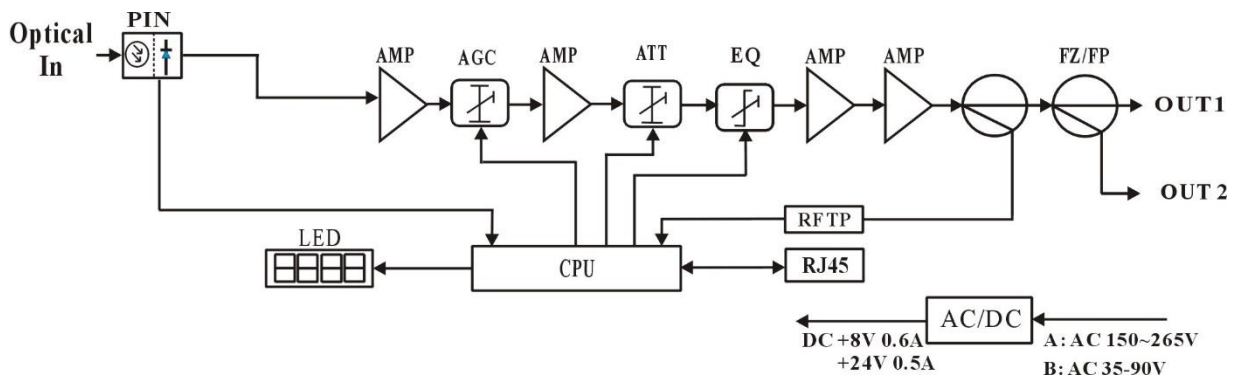 PIN
Optical
In
AMP
AGC
AMP
ATT
EQ
AMP
AMP
FZ/FP
OUT1
OUT 2
RFTP
LED
CPU
RJ45
AC/DC
DC +8V 0.6A
+24V 0.5A
A: AC 150~265V
B: AC 35-90V